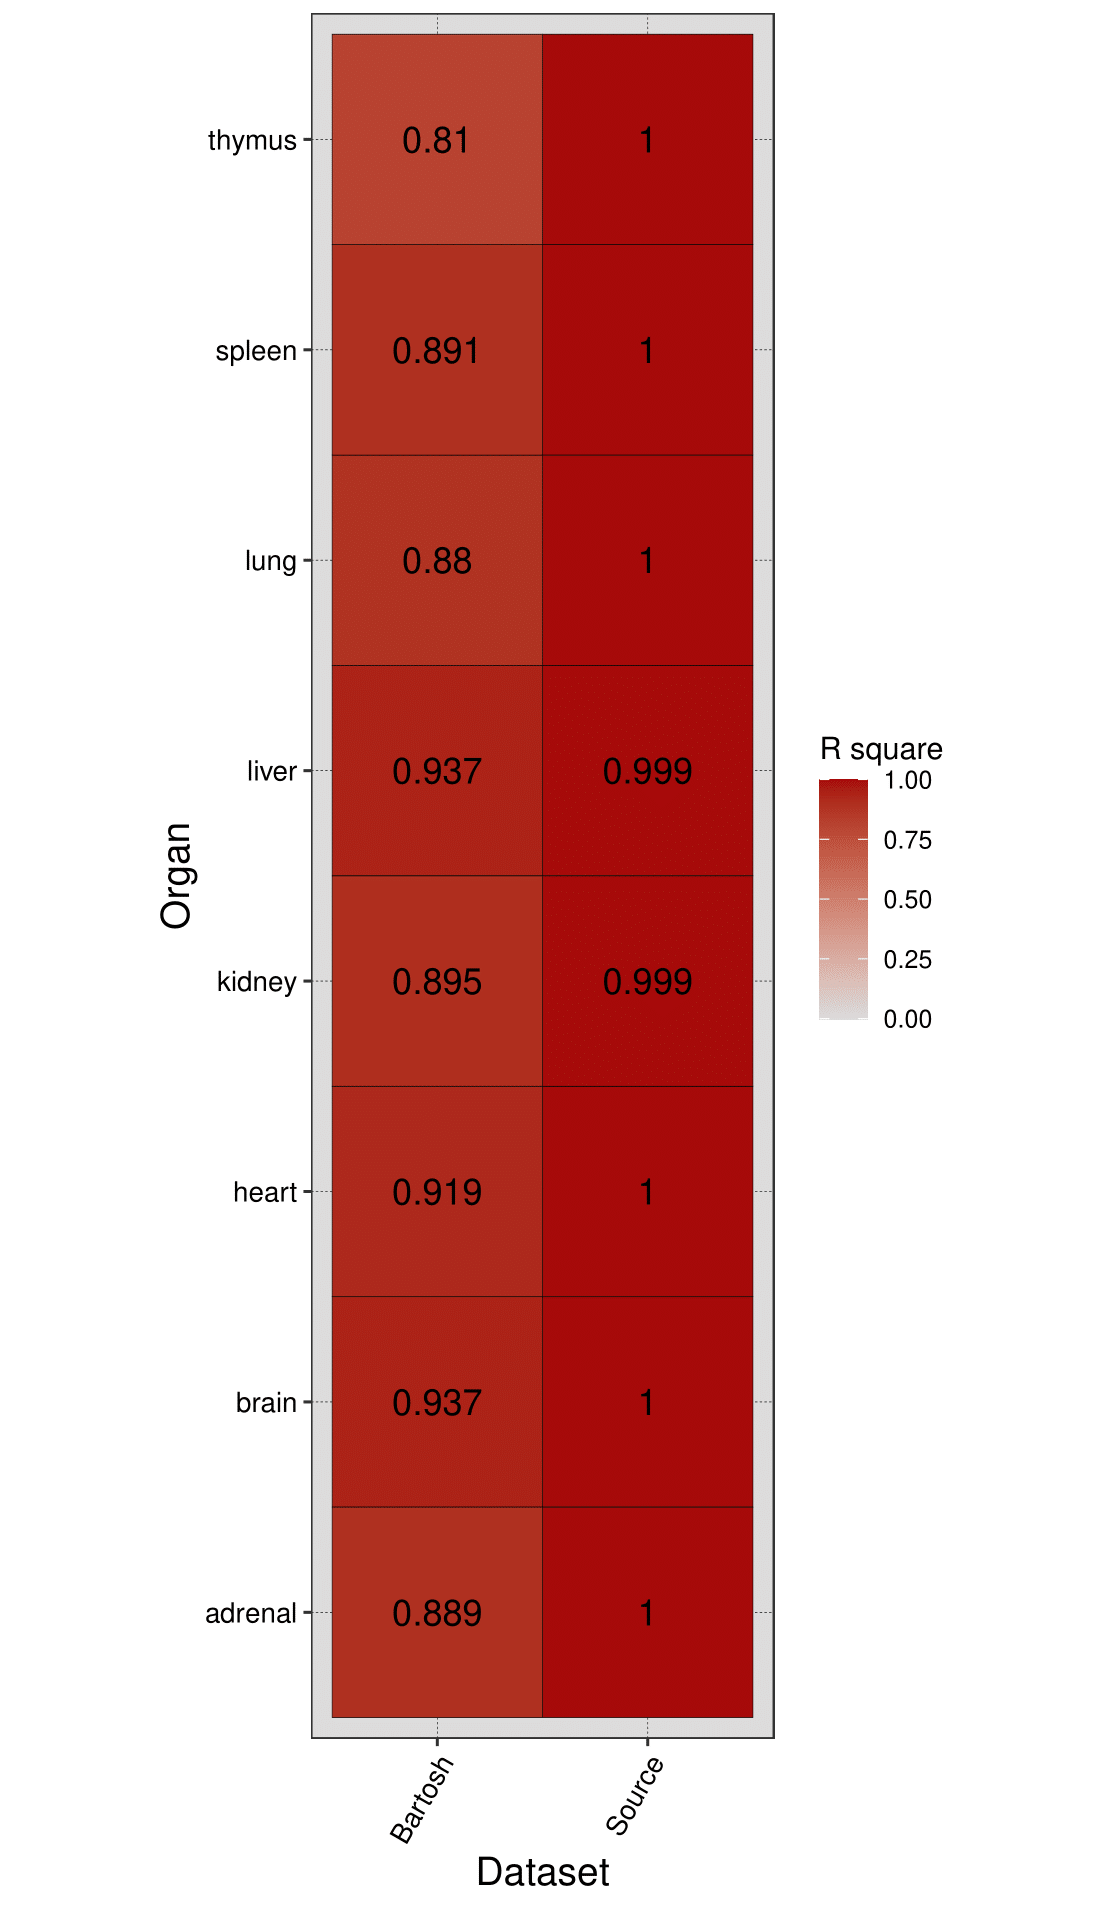 thymus 0.81 1
spleen 0.891 1
lung 0.88 1
liver 0.937 0.999
kidney 0.895 0.999
heart 0.919 1
brain 0.937 1
adrenal 0.889 1
Organ
Bartosh Source
Dataset
R square
1.00
0.75
0.50
0.25
0.00